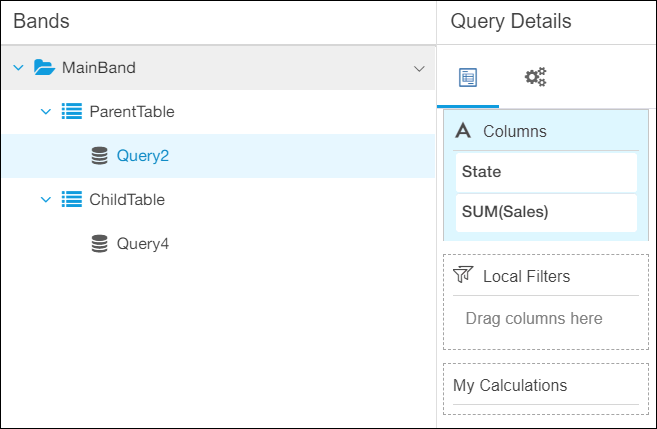 Bands
MainBand
ParentTable
Query2
ChildTable
Query4
Query Details
Columns
State
SUM(Sales)
Local Filters
Drag columns here
My Calculations